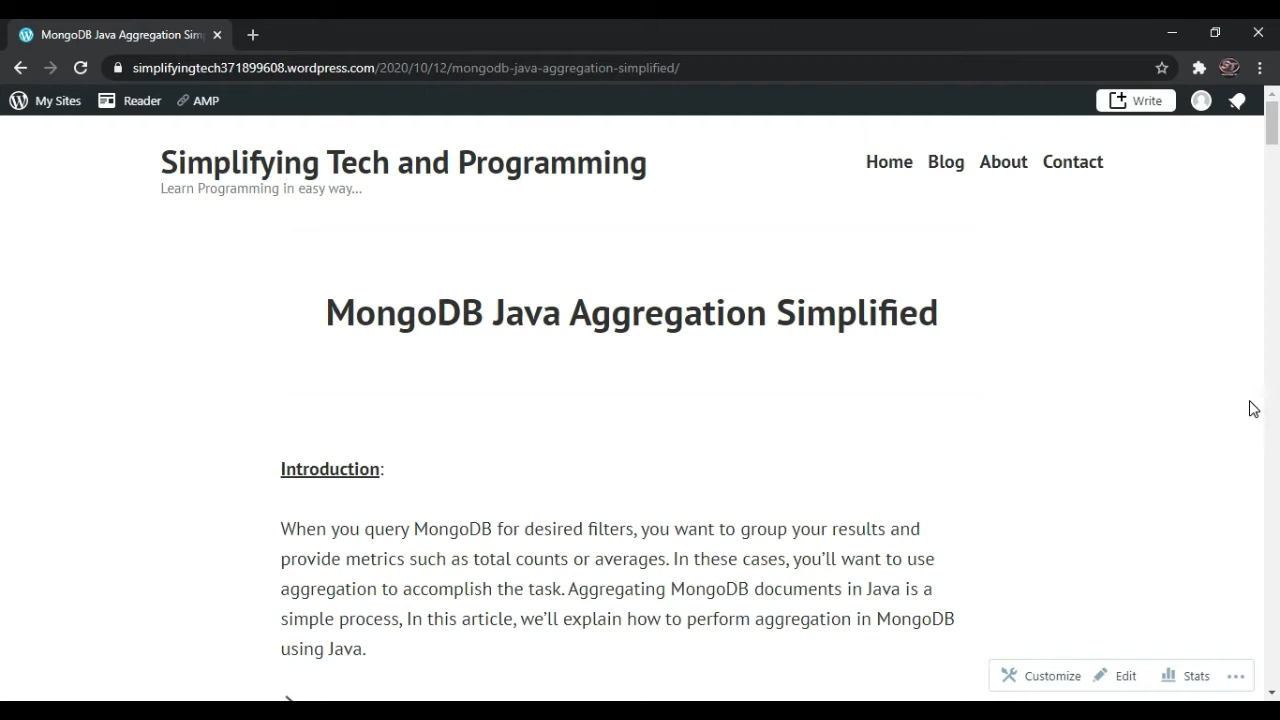 MongoDB Java Aggregation Sim
simplifyingtech371899608.wordpress.com/2020/10/12/mongodb-java-aggregation-simplified/
My Sites Reader AMP Write
Simplifying Tech and Programming
Learn Programming in easy way...
Home Blog About Contact
MongoDB Java Aggregation Simplified
Introduction:
When you query MongoDB for desired filters, you want to group your results and
provide metrics such as total counts or averages. In these cases, you’ll want to use
aggregation to accomplish the task. Aggregating MongoDB documents in Java is a
simple process, In this article, we’ll explain how to perform aggregation in MongoDB
using Java.
Customize Edit Stats